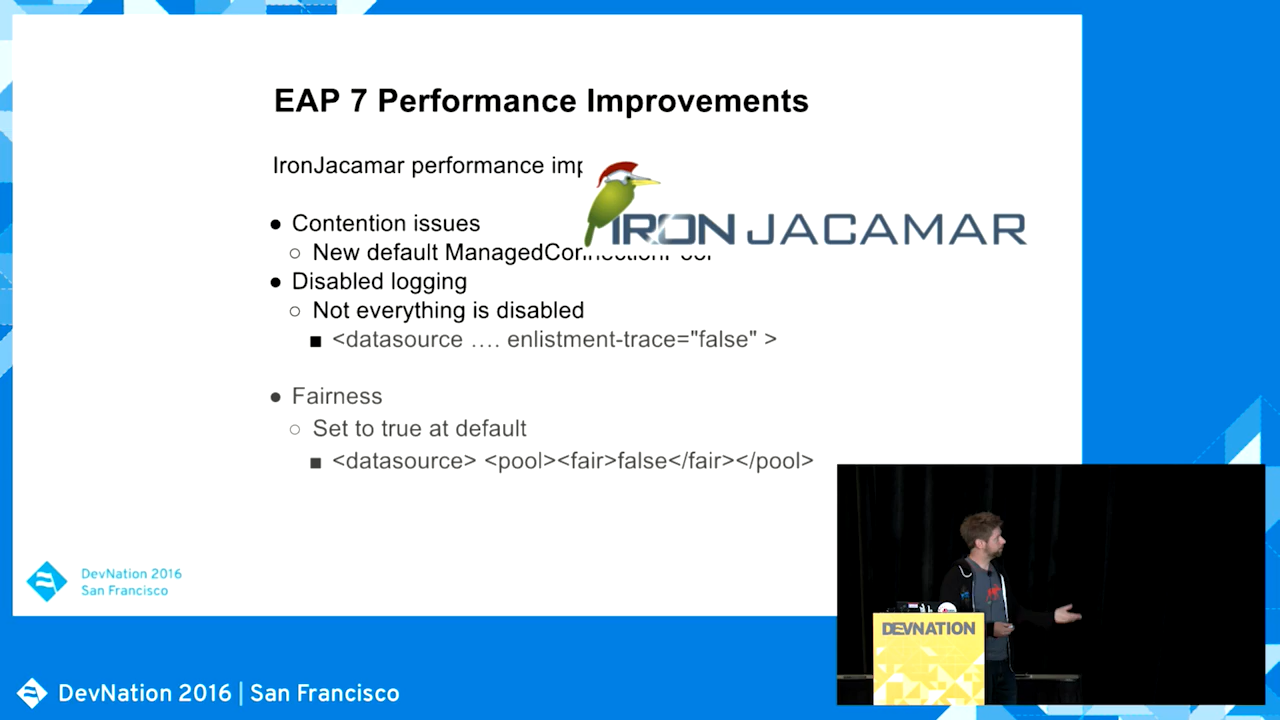 EAP 7 Performance Improvements
IronJacamar performance imp
IRON JACAMAR
● Contention issues
○ New default ManagedConnectionPool
● Disabled logging
○ Not everything is disabled
■ <datasource …. enlistment-trace="false" >
● Fairness
○ Set to true at default
■ <datasource> <pool><fair>false</fair></pool>
DevNation 2016
San Francisco
DEVNATION
DevNation 2016 | San Francisco